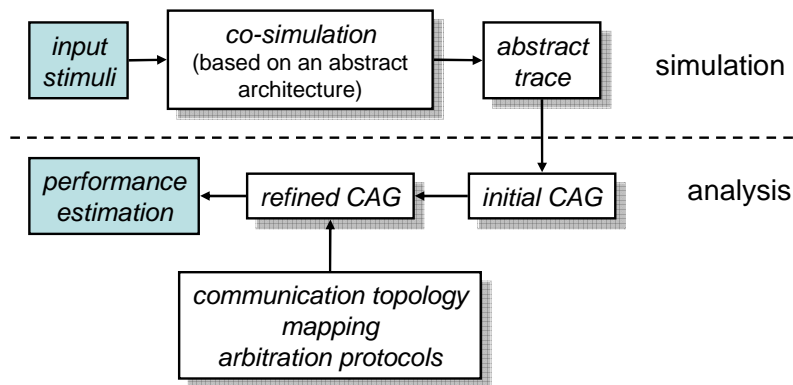 input
stimuli
co-simulation
(based on an abstract
architecture)
abstract
trace
simulation
performance
estimation
refined CAG
initial CAG
analysis
communication topology
mapping
arbitration protocols